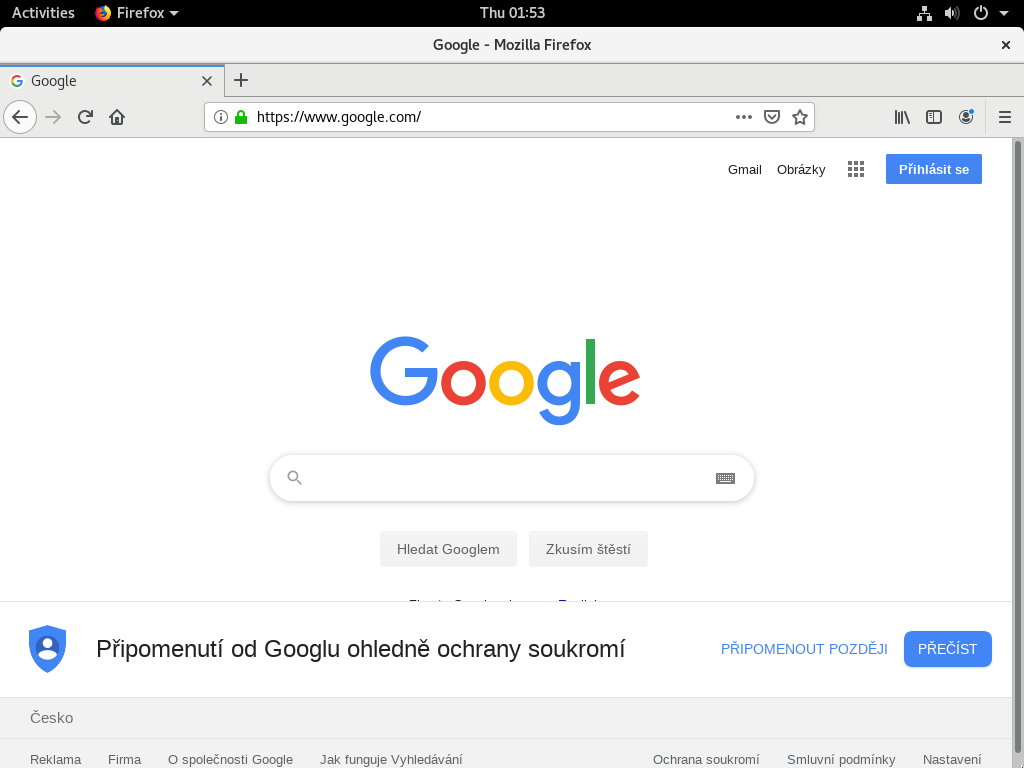 Activities Firefox Thu 01:53
Google - Mozilla Firefox
Google
https://www.google.com/
Gmail Obrázky Přihlásit se
Google
Hledat Googlem Zkusím štěstí
Připomenutí od Googlu ohledně ochrany soukromí PŘIPOMENOUT POZDĚJI PŘEČÍST
Česko
Reklama Firma O společnosti Google Jak funguje Vyhledávání Ochrana soukromí Smluvní podmínky Nastavení